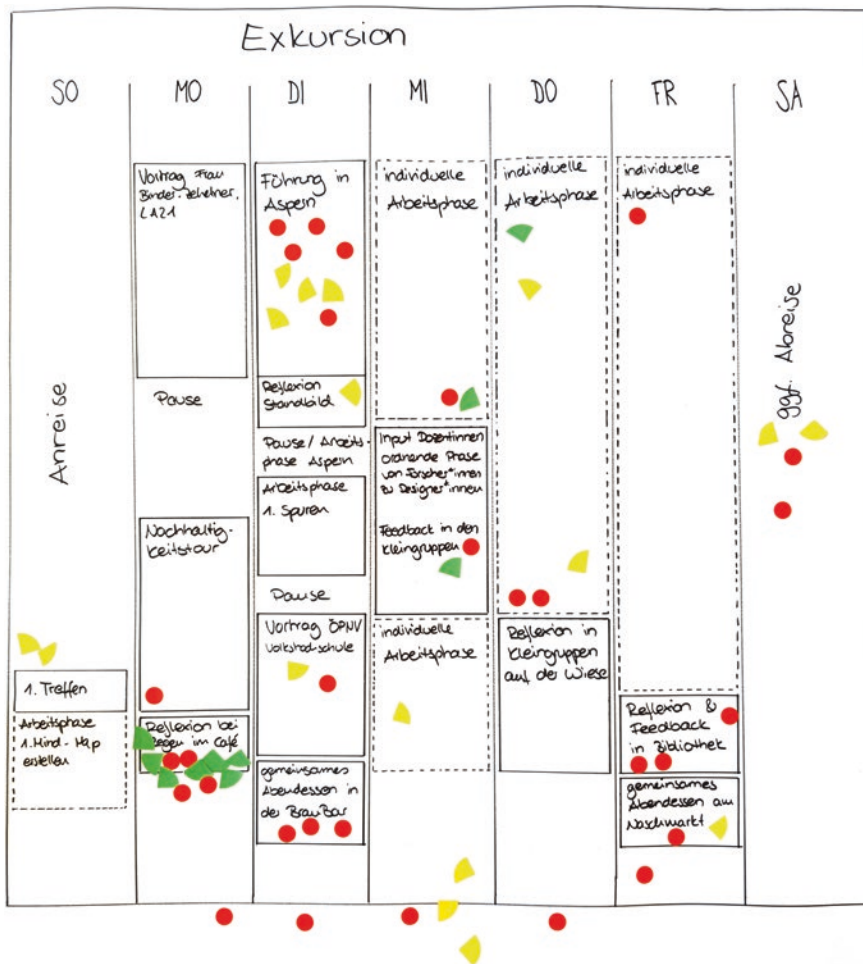 Exkursion
SO
MO
DI
MI
DO
FR
SA
Anreise
1. Treffen
Arbeitsphase
1. Mind-Map
erstellen
Vortrag Frau
Binder-Zehetner,
LA21
Pause
Nachhaltig-
keitstour
Reflexion bei
Regen im Café
Führung in
Aspern
Reflexion
Standbild
Pause/Arbeits-
phase Aspern
Arbeitsphase
1. Spuren
Pause
Vortrag ÖPNV
Volkshochschule
gemeinsames
Abendessen in
der BrauBar
individuelle
Arbeitsphase
Input Dozentinnen
ordnende Phase
von Forscher*innen
zu Designer*innen
Feedback in den
Kleingruppen
individuelle
Arbeitsphase
individuelle
Arbeitsphase
Reflexion in
Kleingruppen
auf der Wiese
individuelle
Arbeitsphase
Reflexion &
Feedback
in Bibliothek
gemeinsames
Abendessen am
Naschmarkt
ggf. Abreise